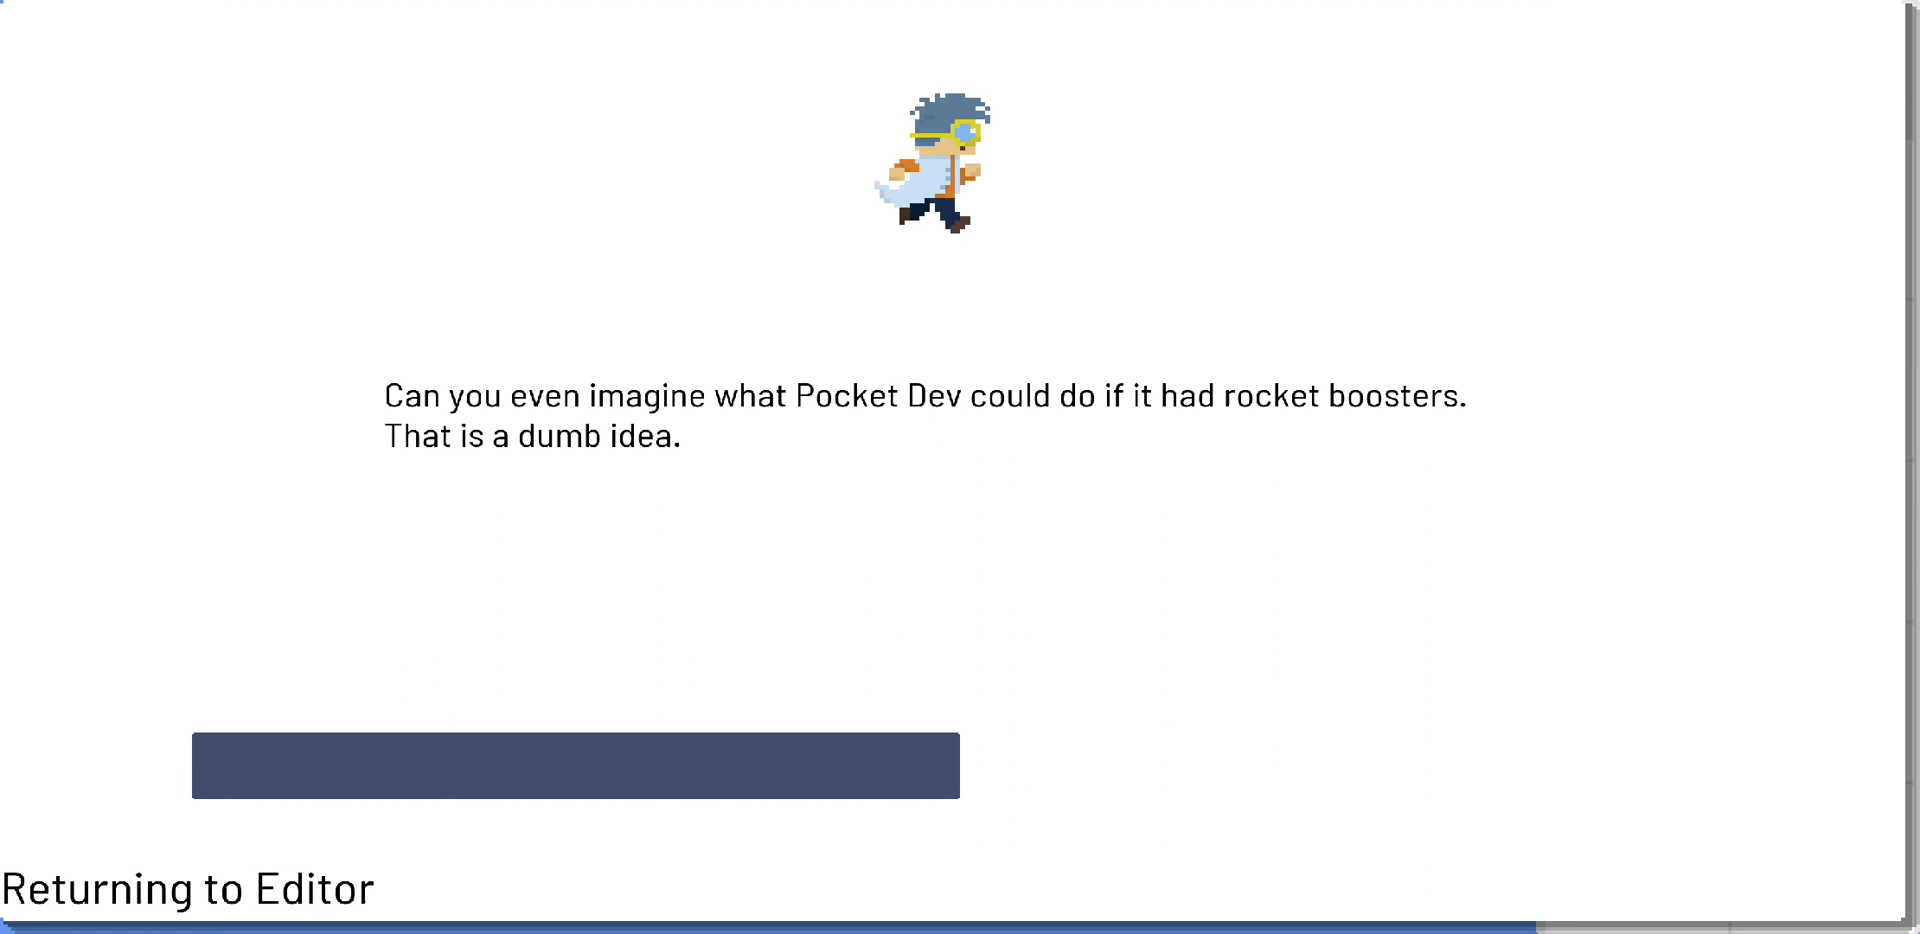 Can you even imagine what Pocket Dev could do if it had rocket boosters.
That is a dumb idea.
Returning to Editor